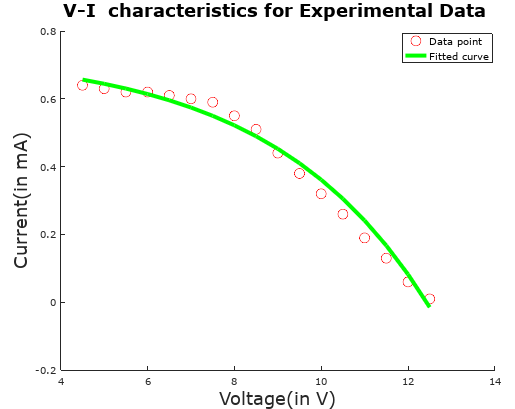 V-I characteristics for Experimental Data
Data point
Fitted curve
0.8
0.6
0.4
0.2
0
-0.2
4
6
8
10
12
14
Current(in mA)
Voltage(in V)